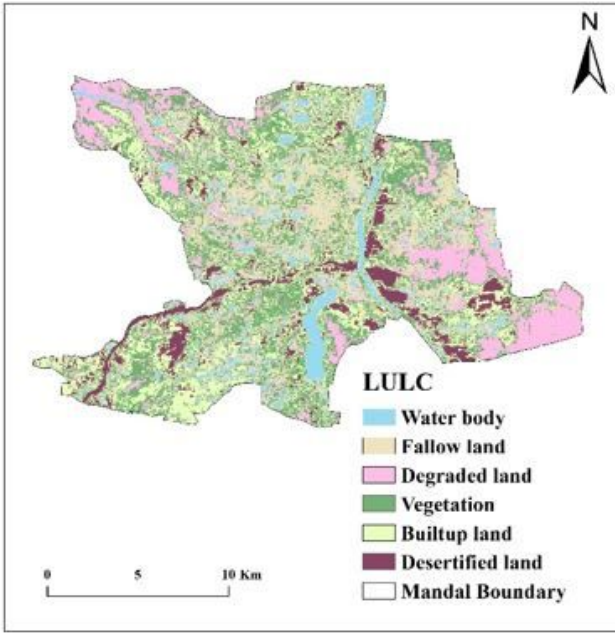 N
LULC
Water body
Fallow land
Degraded land
Vegetation
Builtup land
Desertified land
Mandal Boundary
0 5 10 Km